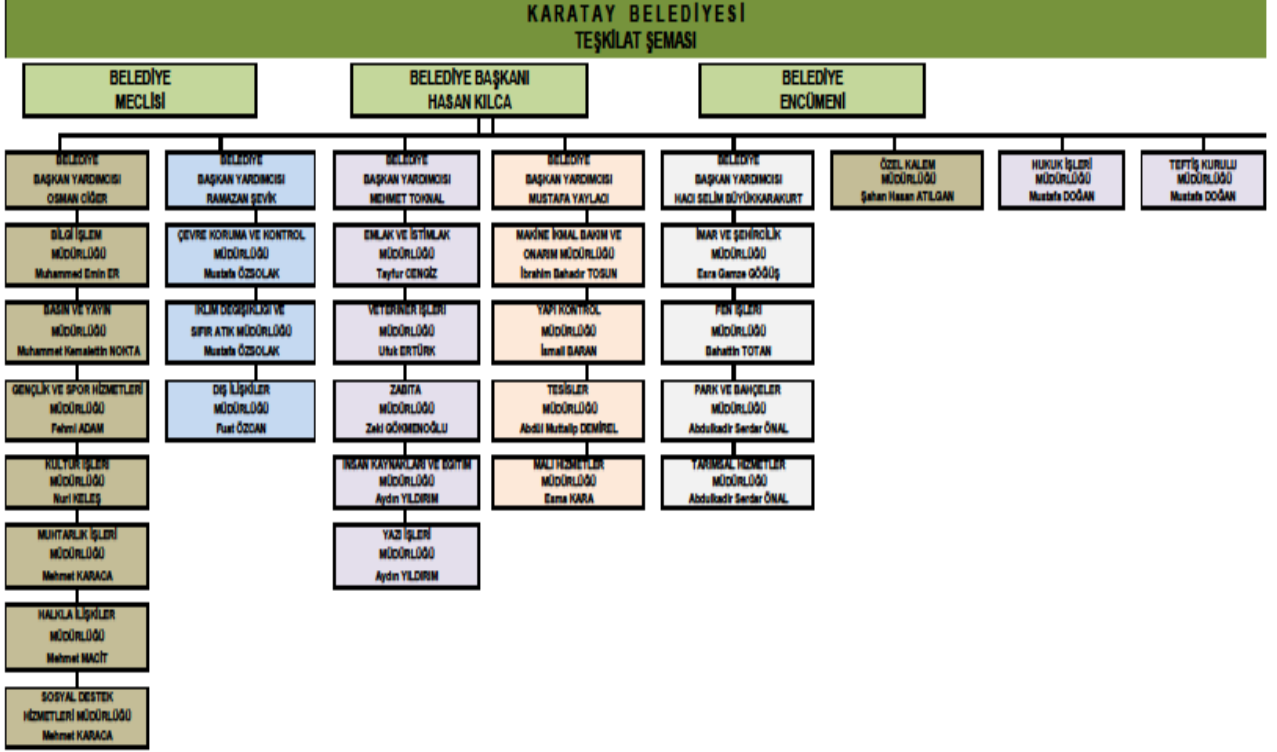 KARATAY BELEDİYESİ
TEŞKİLAT ŞEMASI
BELEDİYE
MECLİSİ
BELEDİYE BAŞKANI
HASAN KILCA
BELEDİYE
ENCÜMENİ
BELEDİYE
BAŞKAN YARDIMCISI
OSMAN CİĞER
BİLGİ İŞLEM
MÜDÜRLÜĞÜ
Muhammed Emin ER
BASIN VE YAYIN
MÜDÜRLÜĞÜ
Muhammet Kemalettin NOKTA
GENÇLİK VE SPOR HİZMETLERİ
MÜDÜRLÜĞÜ
Fehmi ADAM
KÜLTÜR İŞLERİ
MÜDÜRLÜĞÜ
Nuri KELEŞ
MUHTARLIK İŞLERİ
MÜDÜRLÜĞÜ
Mehmet KARACA
HALKLA İLİŞKİLER
MÜDÜRLÜĞÜ
Mehmet MACİT
SOSYAL DESTEK
HİZMETLERİ MÜDÜRLÜĞÜ
Mehmet KARACA
BELEDİYE
BAŞKAN YARDIMCISI
RAMAZAN ŞEVİK
ÇEVRE KORUMA VE KONTROL
MÜDÜRLÜĞÜ
Mustafa ÖZSOLAK
İKLİM DEĞİŞİKLİĞİ VE
SIFIR ATIK MÜDÜRLÜĞÜ
Mustafa ÖZSOLAK
DIŞ İLİŞKİLER
MÜDÜRLÜĞÜ
Fuat ÖZCAN
BELEDİYE
BAŞKAN YARDIMCISI
MEHMET TOKNAL
EMLAK VE İSTİMLAK
MÜDÜRLÜĞÜ
Tayfur CENGİZ
VETERİNER İŞLERİ
MÜDÜRLÜĞÜ
Ufuk ERTÜRK
ZABITA
MÜDÜRLÜĞÜ
Zeki GÖKMENOĞLU
İNSAN KAYNAKLARI VE EĞİTİM
MÜDÜRLÜĞÜ
Aydın YILDIRIM
YAZI İŞLERİ
MÜDÜRLÜĞÜ
Aydın YILDIRIM
BELEDİYE
BAŞKAN YARDIMCISI
MUSTAFA YAYLACI
MAKİNE İKMAL BAKIM VE
ONARIM MÜDÜRLÜĞÜ
İbrahim Bahadır TOSUN
YAPI KONTROL
MÜDÜRLÜĞÜ
İsmail BARAN
TESİSLER
MÜDÜRLÜĞÜ
Abdül Muttalip DEMİREL
MALİ HİZMETLER
MÜDÜRLÜĞÜ
Esma KARA
BELEDİYE
BAŞKAN YARDIMCISI
HACI SELİM BÜYÜKKARAKURT
İMAR VE ŞEHİRCİLİK
MÜDÜRLÜĞÜ
Esra Gamze GÖĞÜŞ
FEN İŞLERİ
MÜDÜRLÜĞÜ
Bahattin TOTAN
PARK VE BAHÇELER
MÜDÜRLÜĞÜ
Abdulkadir Serdar ÖNAL
TARIMSAL HİZMETLER
MÜDÜRLÜĞÜ
Abdulkadir Serdar ÖNAL
ÖZEL KALEM
MÜDÜRLÜĞÜ
Şahan Hasan ATILGAN
HUKUK İŞLERİ
MÜDÜRLÜĞÜ
Mustafa DOĞAN
TEFTİŞ KURULU
MÜDÜRLÜĞÜ
Mustafa DOĞAN